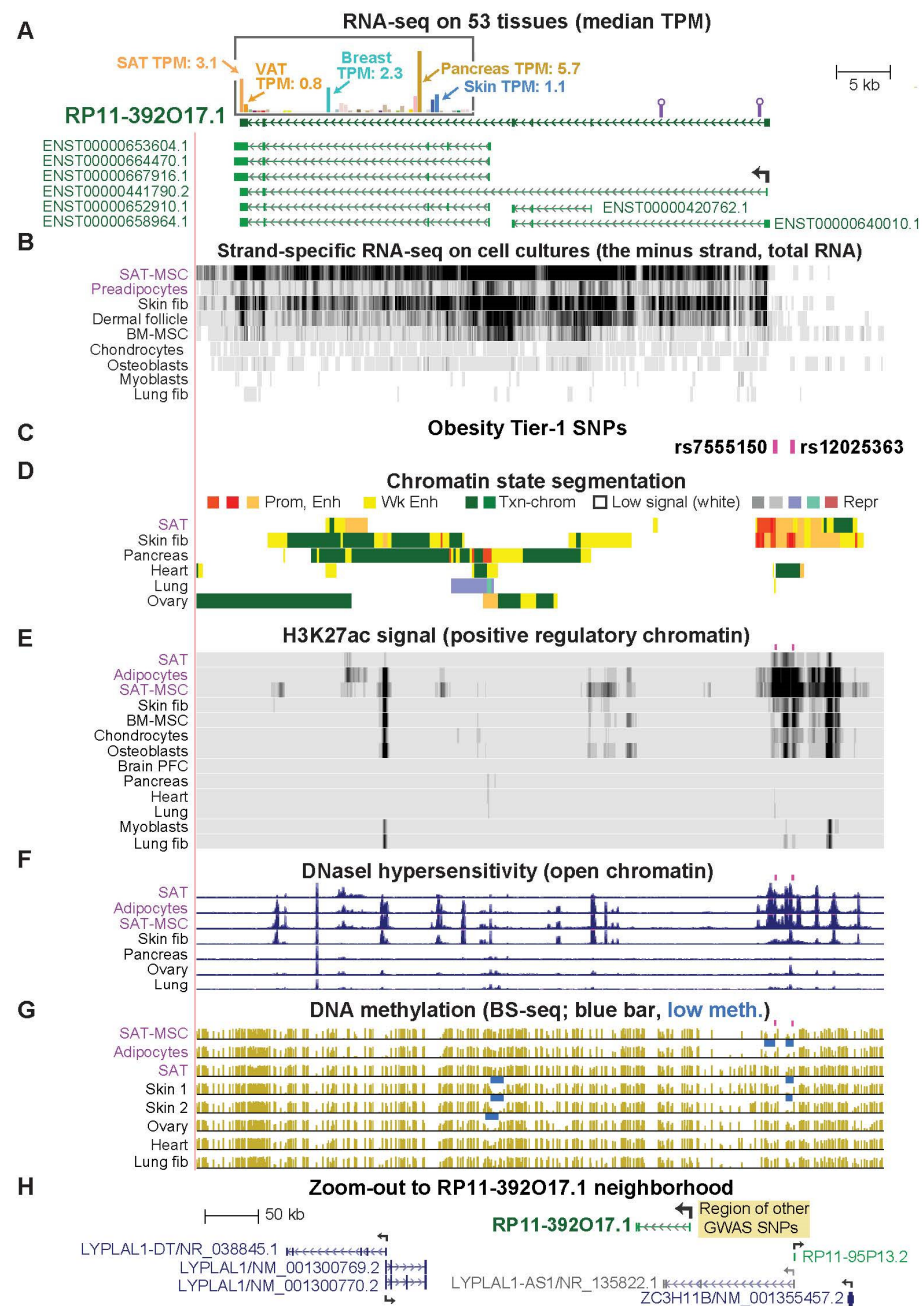 A
RNA-seq on 53 tissues (median TPM)
SAT TPM: 3.1
VAT
TPM: 0.8
Breast
TPM: 2.3
Pancreas TPM: 5.7
Skin TPM: 1.1
5 kb
RP11-392O17.1
ENST00000653604.1
ENST00000664470.1
ENST00000667916.1
ENST00000441790.2
ENST00000652910.1
ENST00000420762.1
ENST00000658964.1
ENST00000640010.1
B
Strand-specific RNA-seq on cell cultures (the minus strand, total RNA)
SAT-MSC
Preadipocytes
Skin fib
Dermal follicle
BM-MSC
Chondrocytes
Osteoblasts
Myoblasts
Lung fib
C
Obesity Tier-1 SNPs
rs7555150 rs12025363
D
Chromatin state segmentation
Prom, Enh Wk Enh Txn-chrom Low signal (white) Repr
SAT
Skin fib
Pancreas
Heart
Lung
Ovary
E
H3K27ac signal (positive regulatory chromatin)
SAT
Adipocytes
SAT-MSC
Skin fib
BM-MSC
Chondrocytes
Osteoblasts
Brain PFC
Pancreas
Heart
Lung
Myoblasts
Lung fib
F
DNaseI hypersensitivity (open chromatin)
SAT
Adipocytes
SAT-MSC
Skin fib
Pancreas
Ovary
Lung
G
DNA methylation (BS-seq; blue bar, low meth.)
SAT-MSC
Adipocytes
SAT
Skin 1
Skin 2
Ovary
Heart
Lung fib
H
Zoom-out to RP11-392O17.1 neighborhood
50 kb
RP11-392O17.1
Region of other
GWAS SNPs
LYPLAL1-DT/NR_038845.1
RP11-95P13.2
LYPLAL1/NM_001300769.2
LYPLAL1/NM_001300770.2
LYPLAL1-AS1/NR_135822.1
ZC3H11B/NM_001355457.2